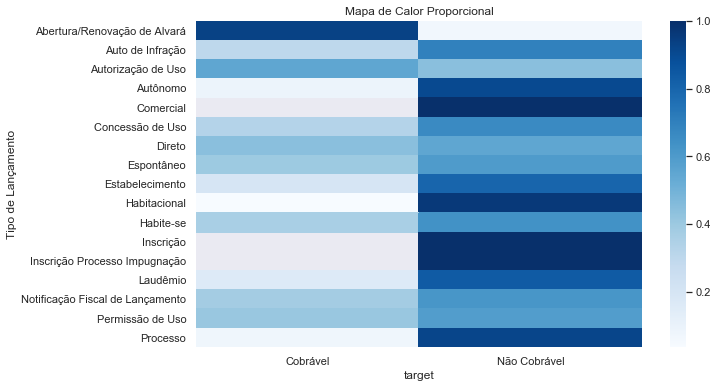 Mapa de Calor Proporcional
Abertura/Renovação de Alvará
Auto de Infração
Autorização de Uso
Autônomo
Comercial
Concessão de Uso
Direto
Espontâneo
Estabelecimento
Habitacional
Habite-se
Inscrição
Inscrição Processo Impugnação
Laudêmio
Notificação Fiscal de Lançamento
Permissão de Uso
Processo
Tipo de Lançamento
Cobrável
Não Cobrável
target
1.0
0.8
0.6
0.4
0.2